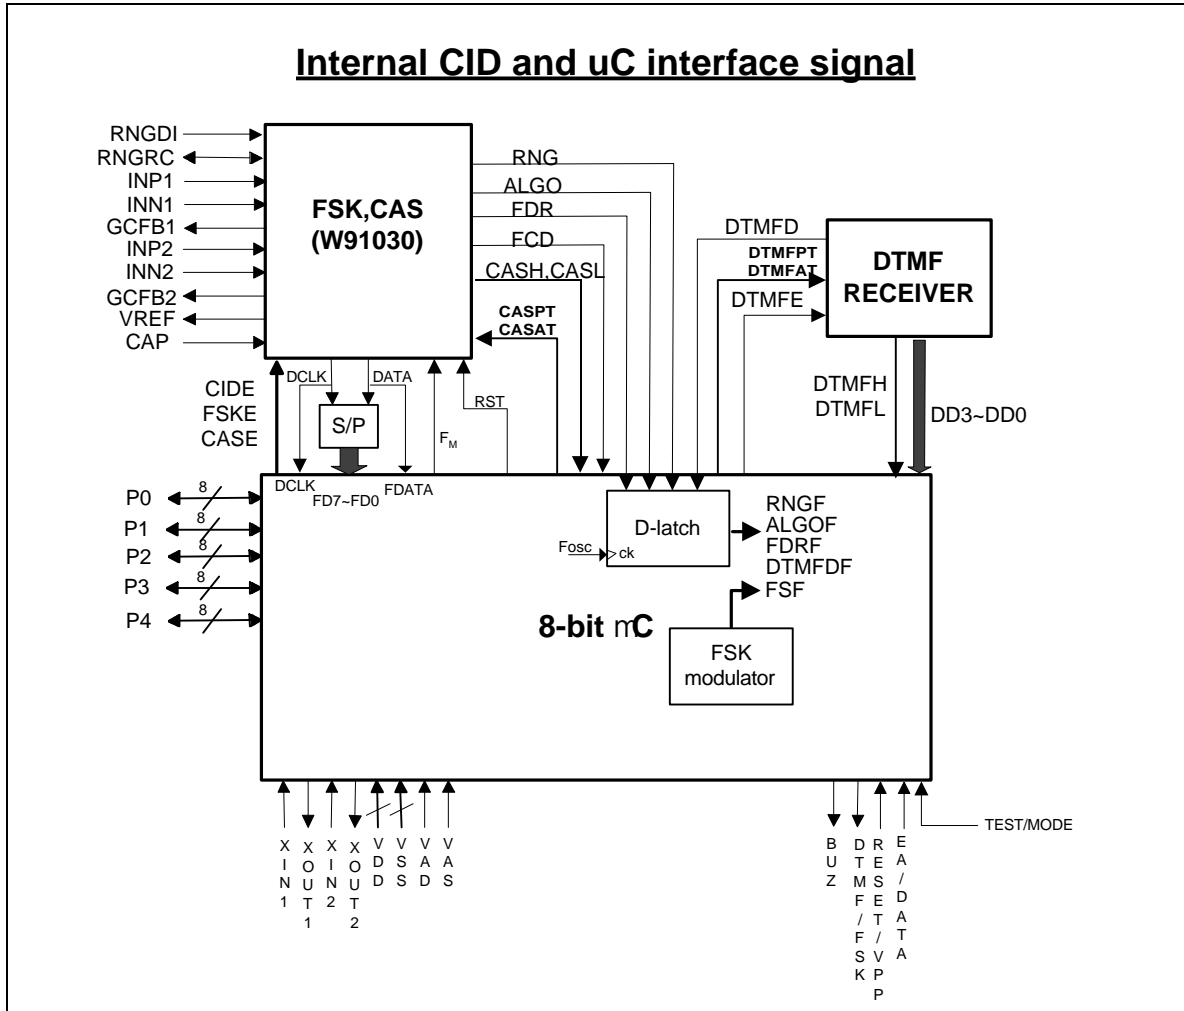 Internal CID and uC interface signal
RNGDI
RNGRC
INP1
INN1
GCFB1
INP2
INN2
GCFB2
VREF
CAP
FSK,CAS
(W91030)
RNG
ALGO
FDR
FCD
CASH,CASL
CASPT
CASAT
DTMFD
DTMFPT
DTMFAT
DTMFE
DTMF
RECEIVER
CIDE
FSKE
CASE
DCLK
DATA
S/P
FM
RST
DTMFH
DTMFL
DD3~DD0
DCLK
FD7~FD0
FDATA
P0
8
P1
8
P2
8
P3
8
P4
8
D-latch
Fosc
ck
RNGF
ALGOF
FDRF
DTMFDF
FSF
8-bit mC
FSK
modulator
XIN1
XOUT1
XIN2
XOUT2
VDD
VSS
VAD
VAS
BUZ
DTMF/FSK
RESET/VPP
EA/DATA
TEST/MODE